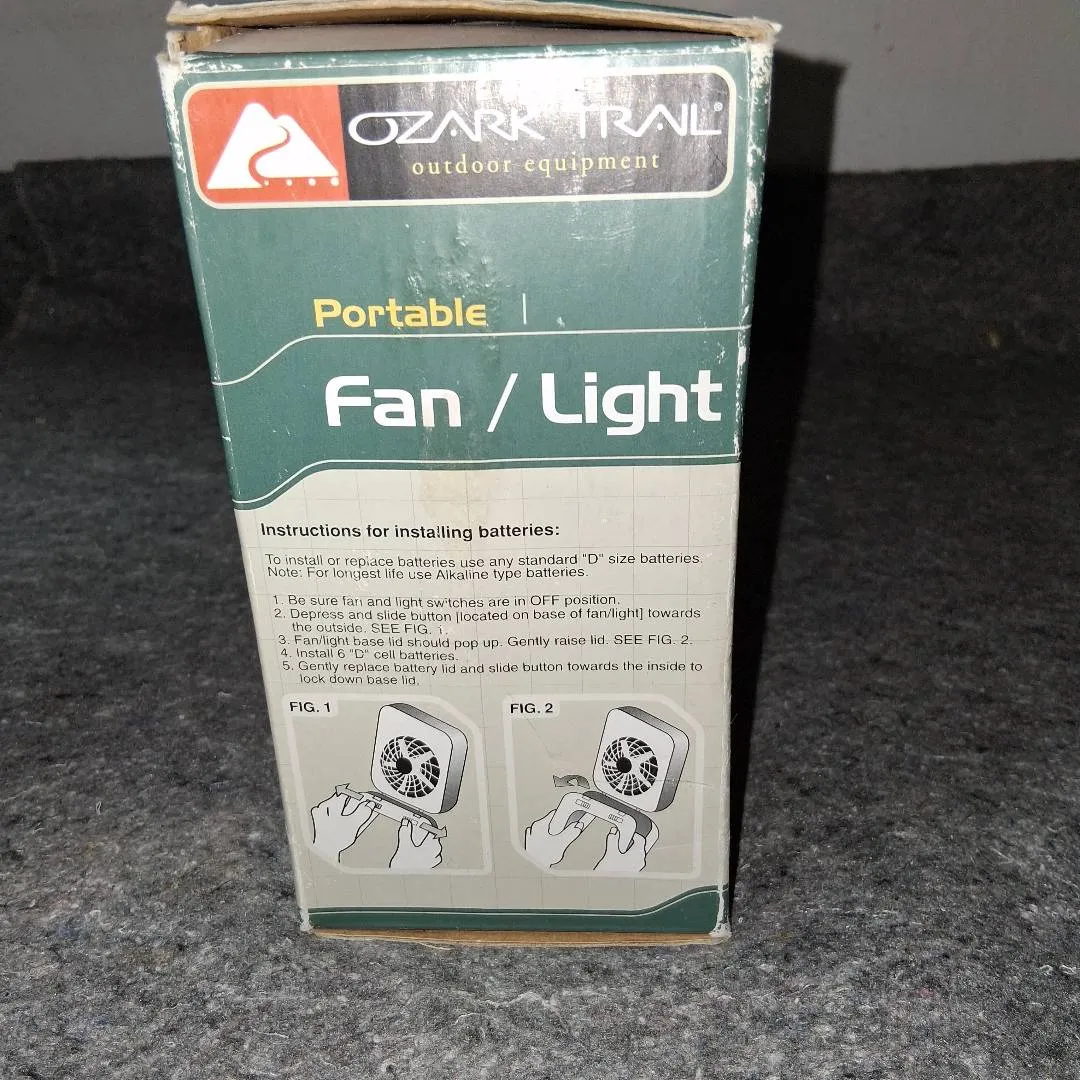 OZARK TRAIL®
outdoor equipment
Portable
Fan / Light
Instructions for installing batteries:
To install or replace batteries use any standard "D" size batteries.
Note: For longest life use Alkaline type batteries.
1. Be sure fan and light switches are in OFF position.
2. Depress and slide button [located on base of fan/light] towards
the outside. SEE FIG. 1.
3. Fan/light base lid should pop up. Gently raise lid. SEE FIG. 2.
4. Install 6 "D" cell batteries.
5. Gently replace battery lid and slide button towards the inside to
lock down base lid.
FIG. 1
FIG. 2